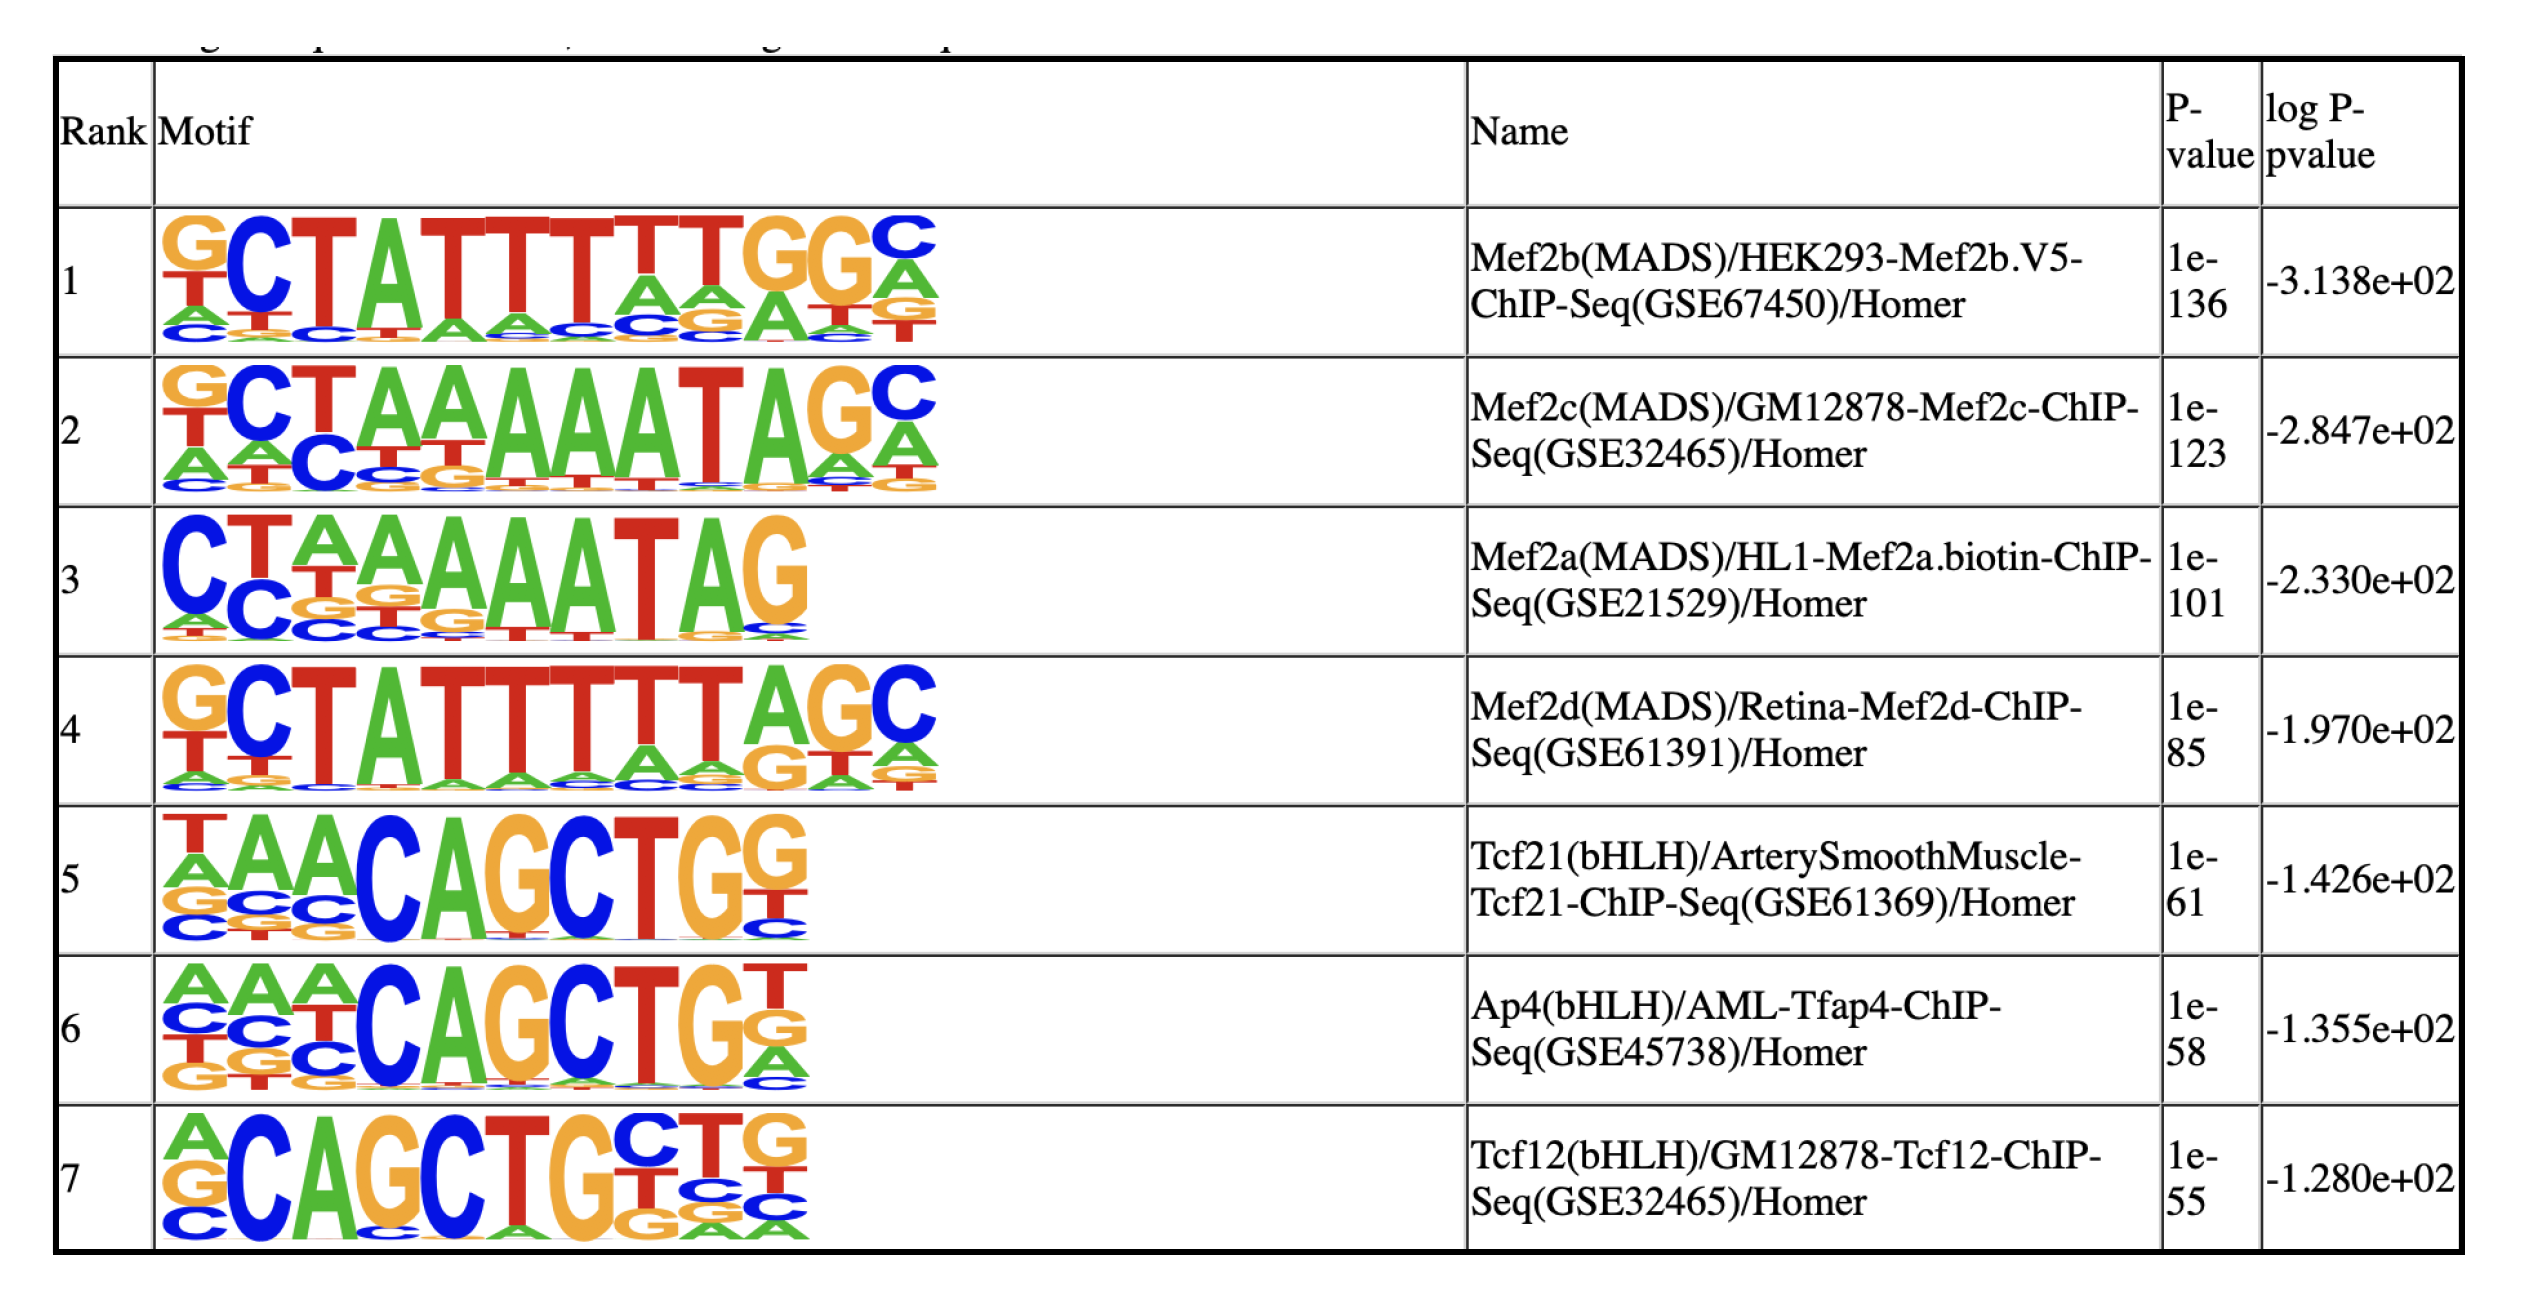 Rank Motif Name P-value log P-pvalue
1 GCTATTTTTGGC Mef2b(MADS)/HEK293-Mef2b.V5-
ChIP-Seq(GSE67450)/Homer
1e-
136
-3.138e+02
2 GCTAAAAATAGC Mef2c(MADS)/GM12878-Mef2c-ChIP-
Seq(GSE32465)/Homer
1e-
123
-2.847e+02
3 CTAAAAATAG Mef2a(MADS)/HL1-Mef2a.biotin-ChIP-
Seq(GSE21529)/Homer
1e-
101
-2.330e+02
4 GCTATTTTTAGC Mef2d(MADS)/Retina-Mef2d-ChIP-
Seq(GSE61391)/Homer
1e-
85
-1.970e+02
5 TAACAGCTGG Tcf21(bHLH)/ArterySmoothMuscle-
Tcf21-ChIP-Seq(GSE61369)/Homer
1e-
61
-1.426e+02
6 AAACAGCTGT Ap4(bHLH)/AML-Tfap4-ChIP-
Seq(GSE45738)/Homer
1e-
58
-1.355e+02
7 ACAGCTGCTG Tcf12(bHLH)/GM12878-Tcf12-ChIP-
Seq(GSE32465)/Homer
1e-
55
-1.280e+02